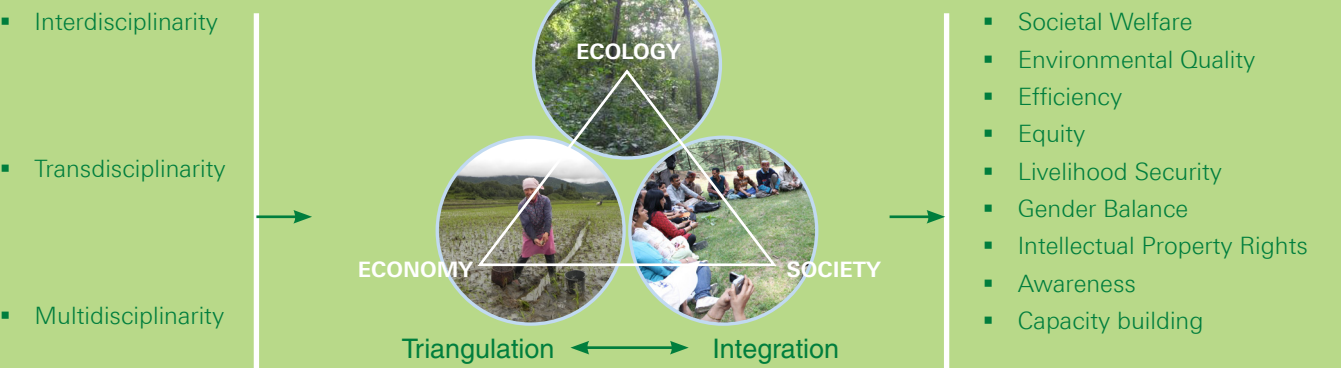 ▪ Interdisciplinarity
▪ Transdisciplinarity
▪ Multidisciplinarity
ECOLOGY
ECONOMY
SOCIETY
Triangulation
Integration
▪ Societal Welfare
▪ Environmental Quality
▪ Efficiency
▪ Equity
▪ Livelihood Security
▪ Gender Balance
▪ Intellectual Property Rights
▪ Awareness
▪ Capacity building